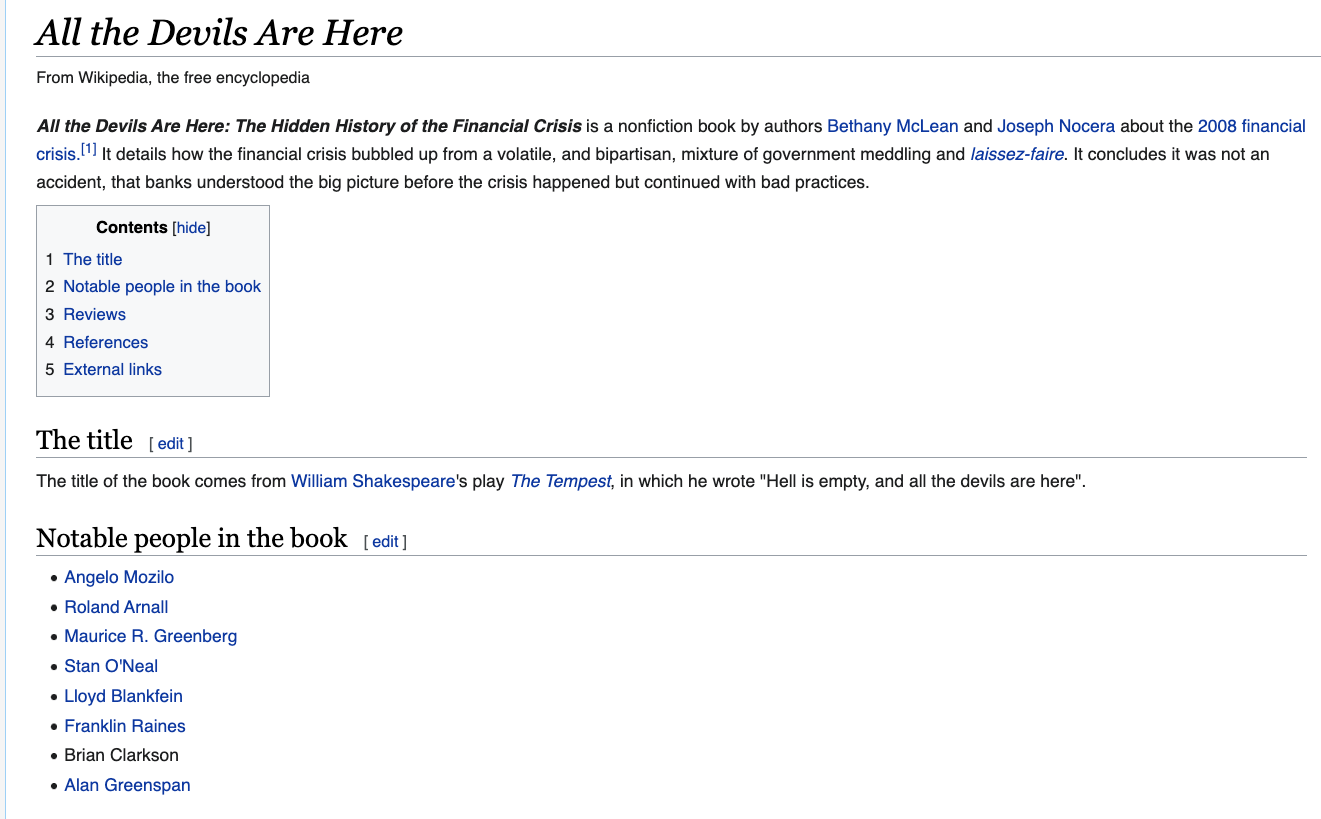 All the Devils Are Here
From Wikipedia, the free encyclopedia
All the Devils Are Here: The Hidden History of the Financial Crisis is a nonfiction book by authors Bethany McLean and Joseph Nocera about the 2008 financial
crisis.[1] It details how the financial crisis bubbled up from a volatile, and bipartisan, mixture of government meddling and laissez-faire. It concludes it was not an
accident, that banks understood the big picture before the crisis happened but continued with bad practices.
Contents [hide]
1 The title
2 Notable people in the book
3 Reviews
4 References
5 External links
The title [ edit ]
The title of the book comes from William Shakespeare's play The Tempest, in which he wrote "Hell is empty, and all the devils are here".
Notable people in the book [ edit ]
• Angelo Mozilo
• Roland Arnall
• Maurice R. Greenberg
• Stan O'Neal
• Lloyd Blankfein
• Franklin Raines
• Brian Clarkson
• Alan Greenspan